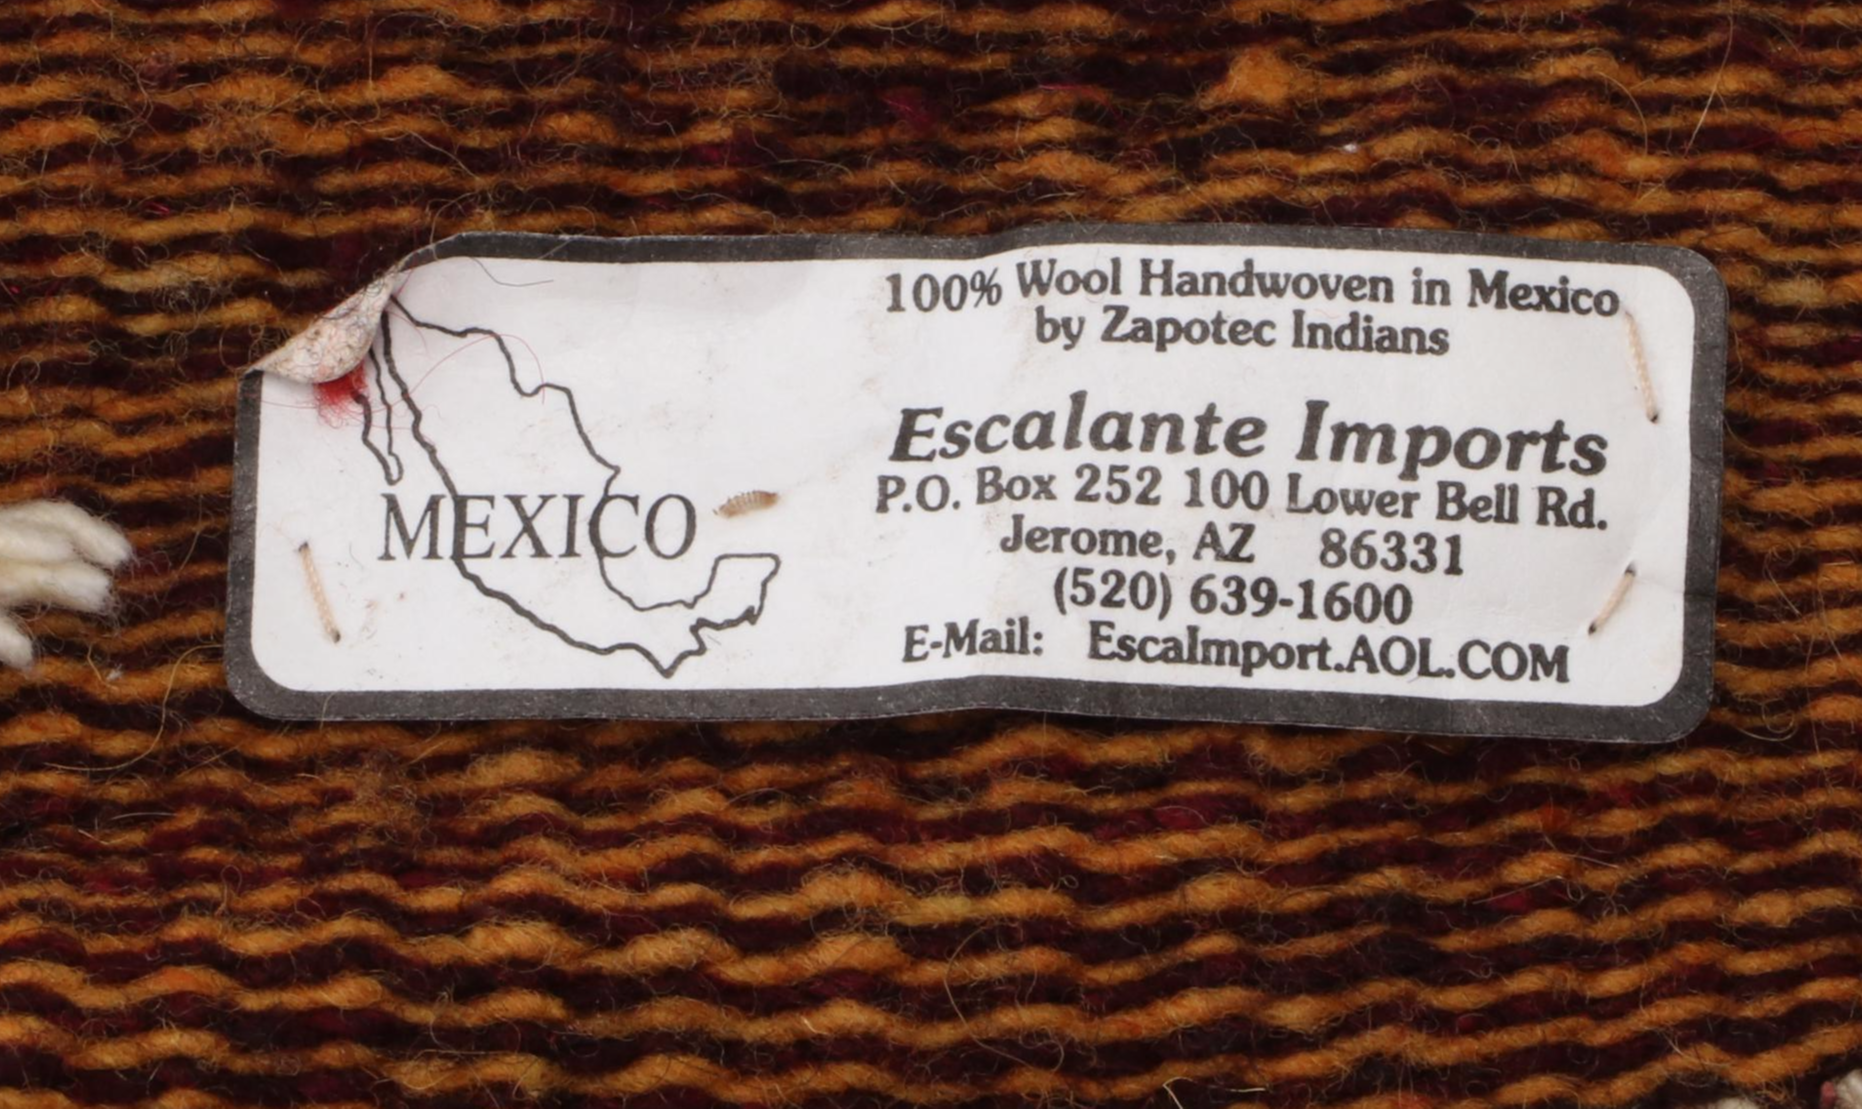 MEXICO
100% Wool Handwoven in Mexico
by Zapotec Indians
Escalante Imports
P.O. Box 252 100 Lower Bell Rd.
Jerome, AZ 86331
(520) 639-1600
E-Mail: EscaImport.AOL.COM